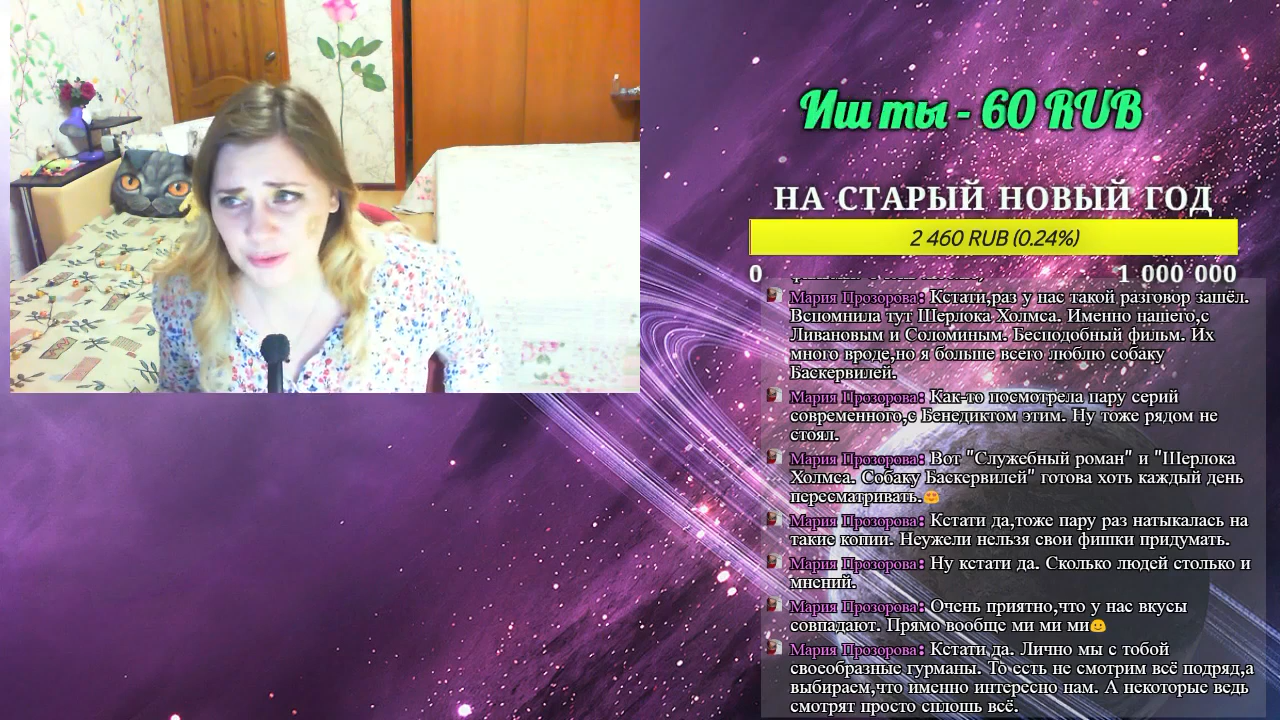 Иш ты - 60 RUB
НА СТАРЫЙ НОВЫЙ ГОД
2 460 RUB (0.24%)
0 1 000 000
Мария Прозорова: Кстати,раз у нас такой разговор зашёл.
Вспомнила тут Шерлока Холмса. Именно нашего,с
Ливановым и Соломиным. Бесподобный фильм. Их
много вроде,но я больше всего люблю собаку
Баскервилей.
Мария Прозорова: Как-то посмотрела пару серий
современного,с Бенедиктом этим. Ну тоже рядом не
стоял.
Мария Прозорова: Вот "Служебный роман" и "Шерлока
Холмса. Собаку Баскервилей" готова хоть каждый день
пересматривать.😍
Мария Прозорова: Кстати да,тоже пару раз натыкалась на
такие копии. Неужели нельзя свои фишки придумать.
Мария Прозорова: Ну кстати да. Сколько людей столько и
мнений.
Мария Прозорова: Очень приятно,что у нас вкусы
совпадают. Прямо вообще ми ми ми🙂
Мария Прозорова: Кстати,да. Лично мы с тобой
своеобразные гурманы. То есть не смотрим всё подряд,а
выбираем,что именно интересно нам. А некоторые ведь
смотрят просто сплошь всё.